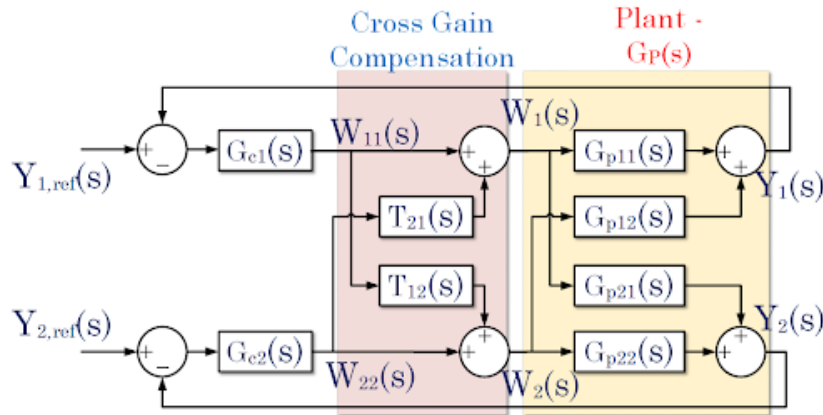 Cross Gain
Compensation
Plant -
GP(s)
W11(s)
W1(s)
Gc1(s)
Gp11(s)
Y1,ref(s)
Y1(s)
T21(s)
Gp12(s)
T12(s)
Gp21(s)
Y2,ref(s)
Y2(s)
Gc2(s)
Gp22(s)
W22(s)
W2(s)